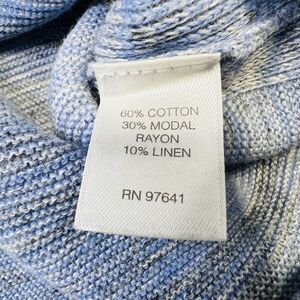 60% COTTON
30% MODAL
RAYON
10% LINEN
RN 97641